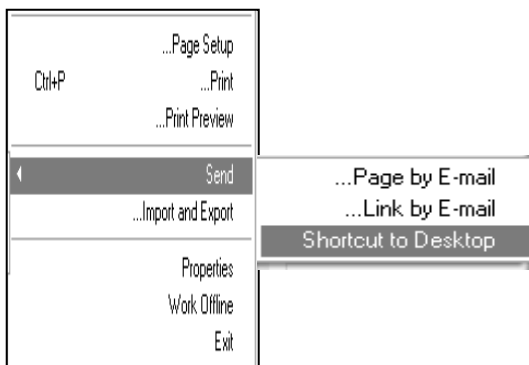 ...Page Setup
Ctrl+P ...Print
...Print Preview
Send
...Import and Export
Properties
Work Offline
Exit
...Page by E-mail
...Link by E-mail
Shortcut to Desktop